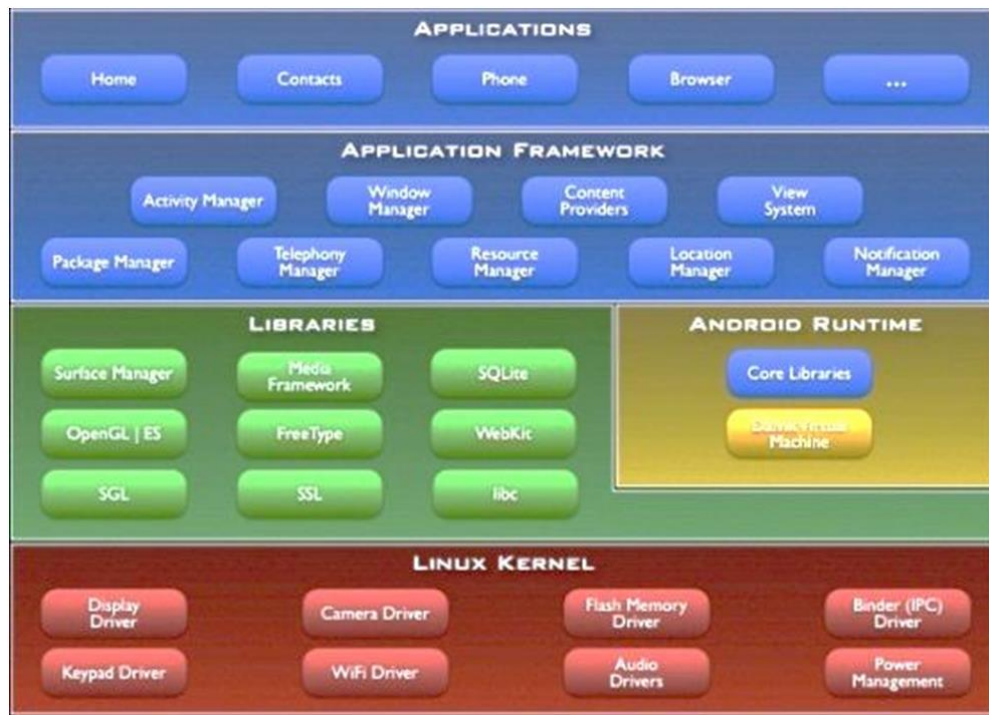 APPLICATIONS
Home
Contacts
Phone
Browser
...
APPLICATION FRAMEWORK
Activity Manager
Window
Manager
Content
Providers
View
System
Package Manager
Telephony
Manager
Resource
Manager
Location
Manager
Notification
Manager
LIBRARIES
Surface Manager
Media
Framework
SQLite
OpenGL | ES
FreeType
WebKit
SGL
SSL
libc
ANDROID RUNTIME
Core Libraries
Dalvik Virtual
Machine
LINUX KERNEL
Display
Driver
Camera Driver
Flash Memory
Driver
Binder (IPC)
Driver
Keypad Driver
WiFi Driver
Audio
Drivers
Power
Management